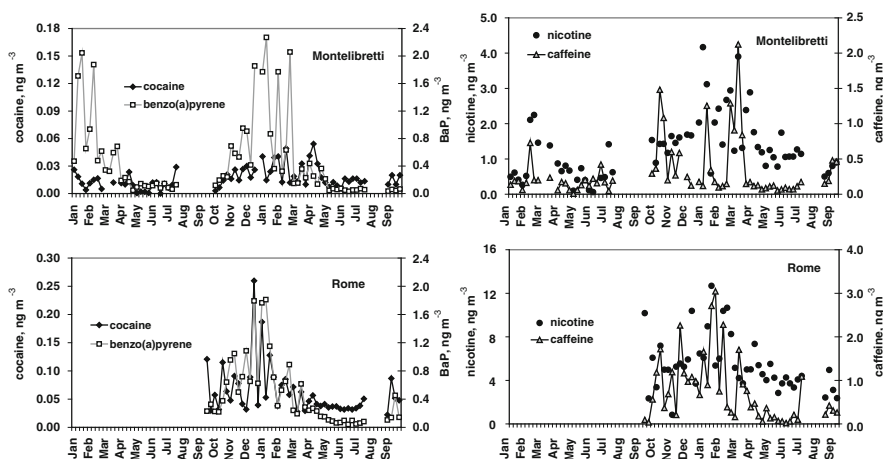 0.18
0.15
0.12
0.09
0.06
0.03
0.00
cocaine, ng m⁻³
Montelibretti
cocaine
benzo(a)pyrene
2.4
2.0
1.6
1.2
0.8
0.4
0.0
BaP, ng m⁻³
Jan Feb Mar Apr May Jun Jul Aug Sep Oct Nov Dec Jan Feb Mar Apr May Jun Jul Aug Sep
5.0
4.0
3.0
2.0
1.0
0.0
nicotine, ng m⁻³
nicotine
caffeine
Montelibretti
2.5
2.0
1.5
1.0
0.5
0.0
caffeine, ng m⁻³
Jan Feb Mar Apr May Jun Jul Aug Sep Oct Nov Dec Jan Feb Mar Apr May Jun Jul Aug Sep
0.30
0.25
0.20
0.15
0.10
0.05
0.00
cocaine, ng m⁻³
Rome
cocaine
benzo(a)pyrene
2.4
2.0
1.6
1.2
0.8
0.4
0.0
BaP, ng m⁻³
Jan Feb Mar Apr May Jun Jul Aug Sep Oct Nov Dec Jan Feb Mar Apr May Jun Jul Aug Sep
16
12
8
4
0
nicotine, ng m⁻³
Rome
nicotine
caffeine
4.0
3.0
2.0
1.0
0.0
caffeine, ng m⁻³
Jan Feb Mar Apr May Jun Jul Aug Sep Oct Nov Dec Jan Feb Mar Apr May Jun Jul Aug Sep